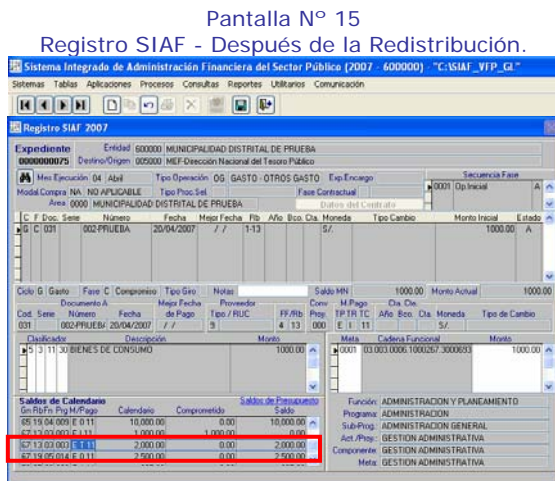 Pantalla Nº 15
Registro SIAF - Después de la Redistribución.
Sistema Integrado de Administración Financiera del Sector Público (2007 - 600000) - "C:\SIAF_VFP_GL"
Sistemas Tablas Aplicaciones Procesos Consultas Reportes Utilitarios Comunicación
Registro SIAF 2007
Expediente Entidad 600000 MUNICIPALIDAD DISTRITAL DE PRUEBA
0000000075 Destino/Origen 005000 MEF-Dirección Nacional del Tesoro Público
Mes Ejecución 04 Abril Tipo Operación OG GASTO - OTROS GASTO Exp.Encargo Secuencia Fase
Modal.Compra NA NO APLICABLE Tipo Proc.Sel. Fase Contractual 0001 Op.Inicial A
Area 0000 MUNICIPALIDAD DISTRITAL DE PRUEBA Datos del Contrato
C F Doc. Serie Número Fecha Mejor Fecha Rb Año Bco. Cta. Moneda Tipo Cambio Monto Inicial Estado
G C 031 002-PRUEBA 20/04/2007 / / 1-13 S/. 1000.00 A
Ciclo G Gasto Fase C Compromiso Tipo Giro Notas Saldo MN 1000.00 Monto Actual 1000.00
Documento A Mejor Fecha Proveedor Conv M.Pago Cta. Cte.
Cod. Serie Número Fecha de Pago Tipo / RUC FF/Rb Proy TP TR TC Año Bco. Cta Moneda Tipo de Cambio
031 002-PRUEB/ 20/04/2007 / / 9 4 13 000 E I 11 S/.
Clasificador Descripción Monto Meta Cadena Funcional Monto
5 3 11 30 BIENES DE CONSUMO 1000.00 0001 03.003.0006.1000267.3000693 1000.00
Saldos de Calendario Saldos de Presupuesto
Gn RbFn Prg M/Pago Calendario Comprometido Saldo
65 19 04 009 E 0 11 10,000.00 0.00 10,000.00
67 13 03 003 E I 11 1,000.00 1,000.00 0.00
67 13 03 003 E T 11 2,000.00 0.00 2,000.00
67 19 05 014 E 0 11 2,500.00 0.00 2,500.00
Función: ADMINISTRACION Y PLANEAMIENTO
Programa: ADMINISTRACION
Sub-Prog.: ADMINISTRACION GENERAL
Act./Proy.: GESTION ADMINISTRATIVA
Componente: GESTION ADMINISTRATIVA
Meta: GESTION ADMINISTRATIVA